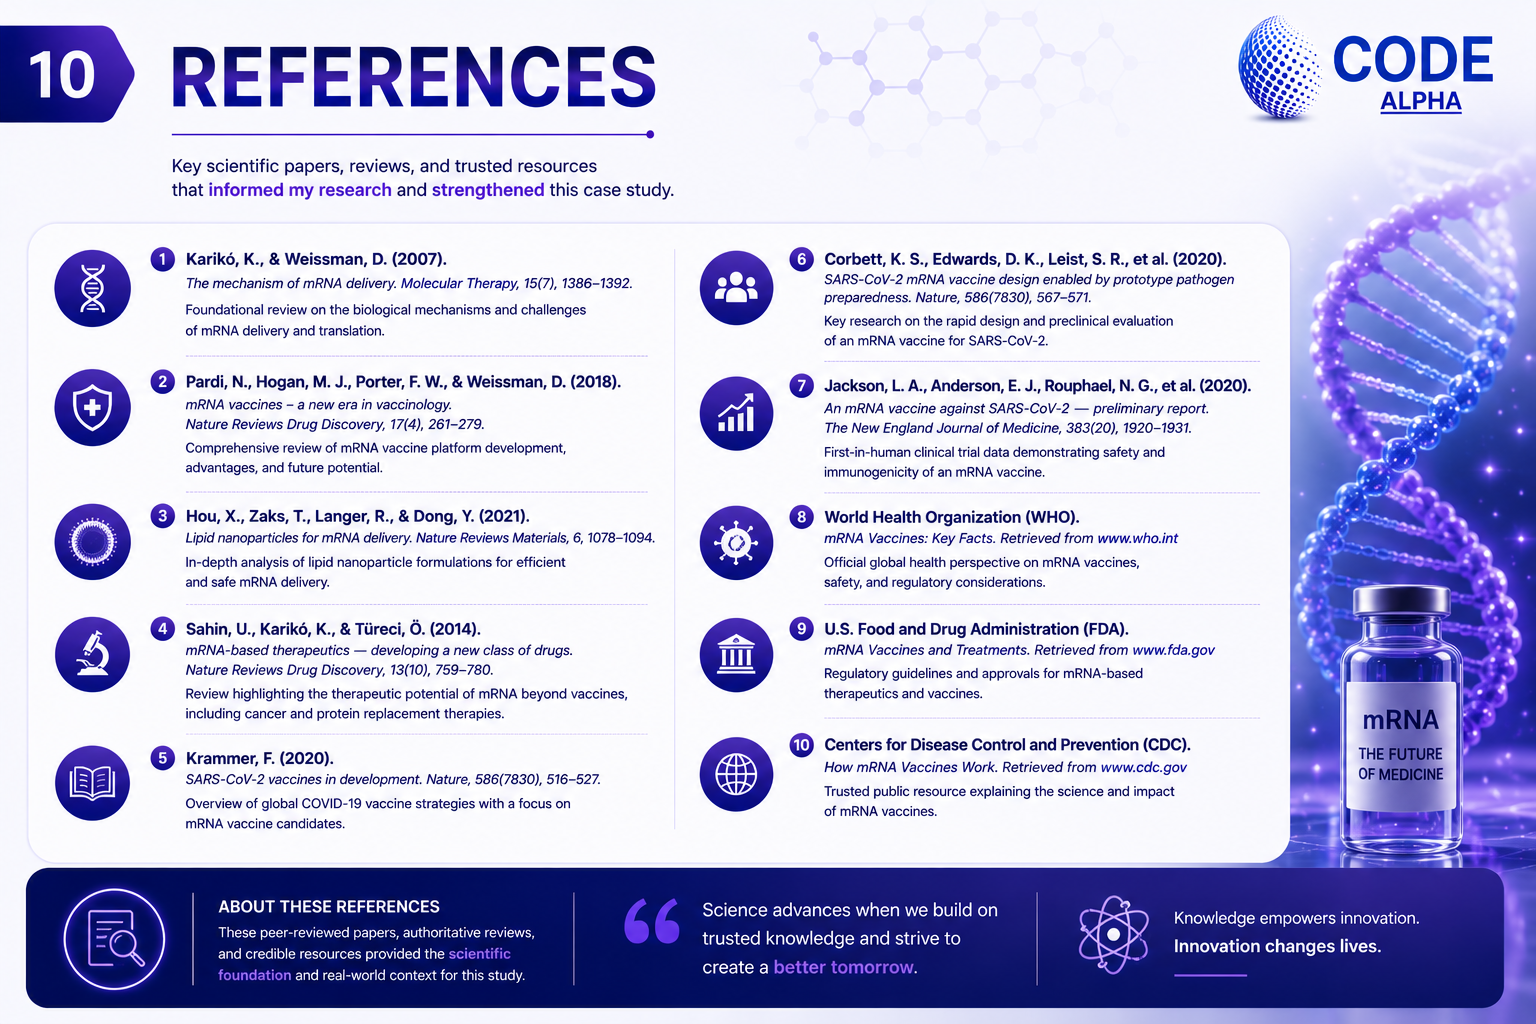 10
REFERENCES
CODE
ALPHA
Key scientific papers, reviews, and trusted resources
that informed my research and strengthened this case study.
1
Karikó, K., & Weissman, D. (2007).
The mechanism of mRNA delivery. Molecular Therapy, 15(7), 1386–1392.
Foundational review on the biological mechanisms and challenges
of mRNA delivery and translation.
2
Pardi, N., Hogan, M. J., Porter, F. W., & Weissman, D. (2018).
mRNA vaccines – a new era in vaccinology.
Nature Reviews Drug Discovery, 17(4), 261–279.
Comprehensive review of mRNA vaccine platform development,
advantages, and future potential.
3
Hou, X., Zaks, T., Langer, R., & Dong, Y. (2021).
Lipid nanoparticles for mRNA delivery. Nature Reviews Materials, 6, 1078–1094.
In-depth analysis of lipid nanoparticle formulations for efficient
and safe mRNA delivery.
4
Sahin, U., Karikó, K., & Türeci, Ö. (2014).
mRNA-based therapeutics — developing a new class of drugs.
Nature Reviews Drug Discovery, 13(10), 759–780.
Review highlighting the therapeutic potential of mRNA beyond vaccines,
including cancer and protein replacement therapies.
5
Krammer, F. (2020).
SARS-CoV-2 vaccines in development. Nature, 586(7830), 516–527.
Overview of global COVID-19 vaccine strategies with a focus on
mRNA vaccine candidates.
6
Corbett, K. S., Edwards, D. K., Leist, S. R., et al. (2020).
SARS-CoV-2 mRNA vaccine design enabled by prototype pathogen
preparedness. Nature, 586(7830), 567–571.
Key research on the rapid design and preclinical evaluation
of an mRNA vaccine for SARS-CoV-2.
7
Jackson, L. A., Anderson, E. J., Rouphael, N. G., et al. (2020).
An mRNA vaccine against SARS-CoV-2 — preliminary report.
The New England Journal of Medicine, 383(20), 1920–1931.
First-in-human clinical trial data demonstrating safety and
immunogenicity of an mRNA vaccine.
8
World Health Organization (WHO).
mRNA Vaccines: Key Facts. Retrieved from www.who.int
Official global health perspective on mRNA vaccines,
safety, and regulatory considerations.
9
U.S. Food and Drug Administration (FDA).
mRNA Vaccines and Treatments. Retrieved from www.fda.gov
Regulatory guidelines and approvals for mRNA-based
therapeutics and vaccines.
10
Centers for Disease Control and Prevention (CDC).
How mRNA Vaccines Work. Retrieved from www.cdc.gov
Trusted public resource explaining the science and impact
of mRNA vaccines.
mRNA
THE FUTURE
OF MEDICINE
ABOUT THESE REFERENCES
These peer-reviewed papers, authoritative reviews,
and credible resources provided the scientific
foundation and real-world context for this study.
“
Science advances when we build on
trusted knowledge and strive to
create a better tomorrow.
Knowledge empowers innovation.
Innovation changes lives.